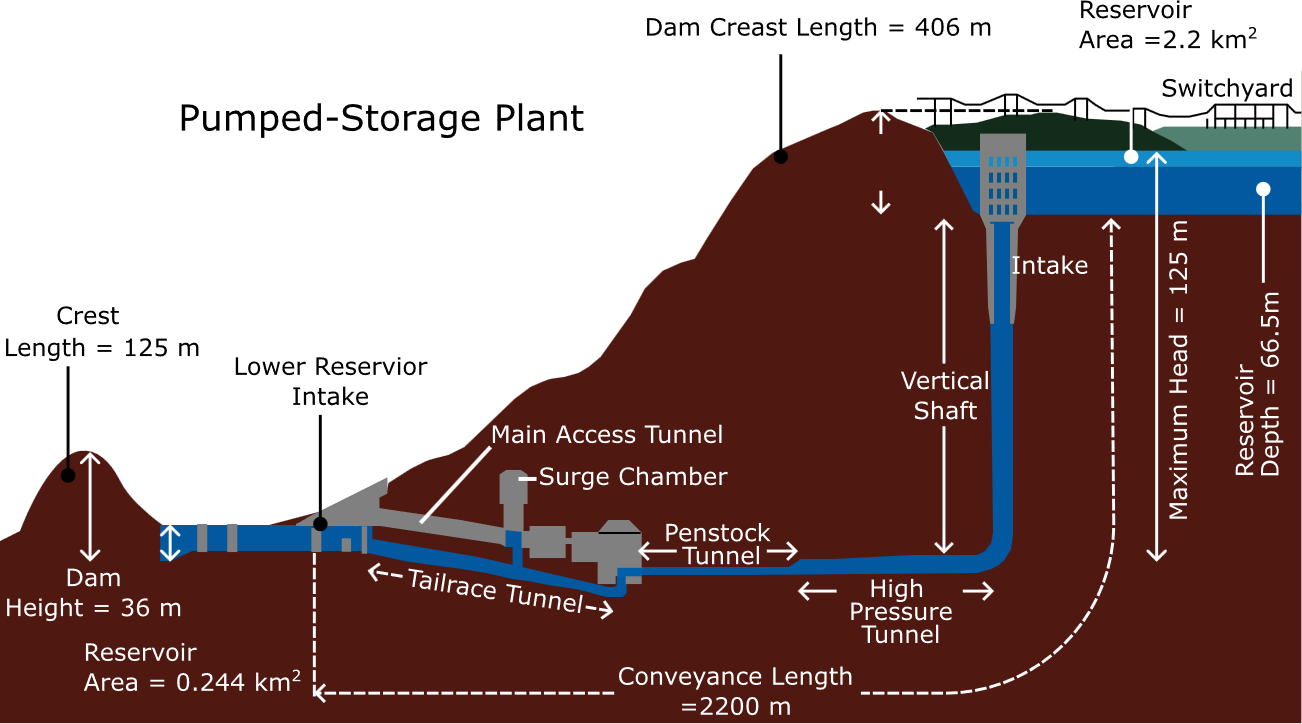 Dam Creast Length = 406 m
Reservoir
Area =2.2 km²
Switchyard
Pumped-Storage Plant
Intake
Maximum Head = 125 m
Reservoir
Depth = 66.5m
Crest
Length = 125 m
Lower Reservior
Intake
Vertical
Shaft
Main Access Tunnel
Surge Chamber
Penstock
Tunnel
Dam
Height = 36 m
Tailrace Tunnel
High
Pressure
Tunnel
Reservoir
Area = 0.244 km²
Conveyance Length
=2200 m